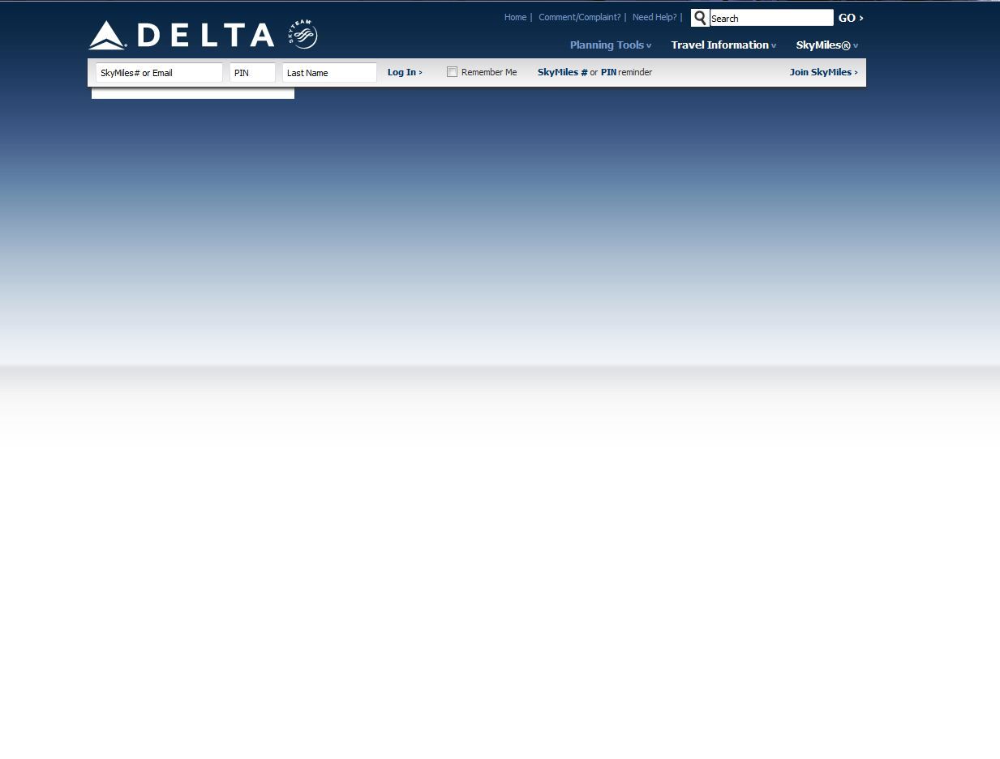 Home | Comment/Complaint? | Need Help? | Search GO ›
DELTA SKYTEAM
Planning Tools v Travel Information v SkyMiles® v
SkyMiles# or Email PIN Last Name Log In › Remember Me SkyMiles # or PIN reminder Join SkyMiles ›